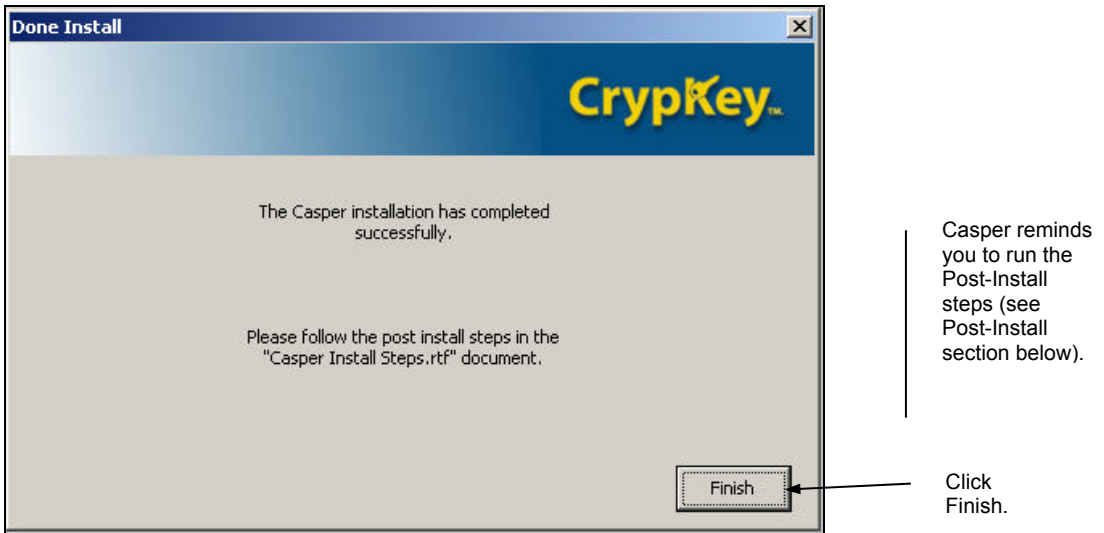 Done Install
CrypKey™
The Casper installation has completed
successfully.
Please follow the post install steps in the
"Casper Install Steps.rtf" document.
Finish
Casper reminds
you to run the
Post-Install
steps (see
Post-Install
section below).
Click
Finish.